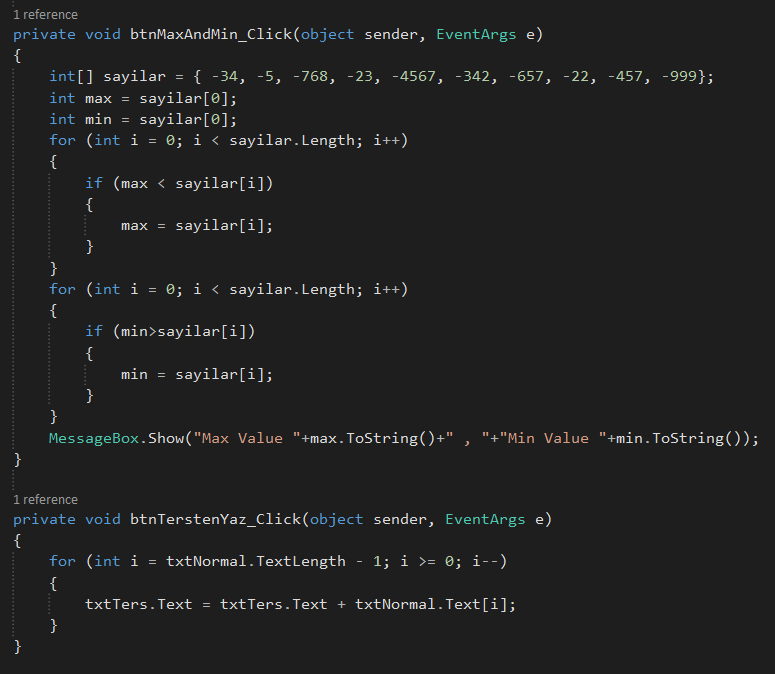 1 reference
private void btnMaxAndMin_Click(object sender, EventArgs e)
{
int[] sayilar = { -34, -5, -768, -23, -4567, -342, -657, -22, -457, -999};
int max = sayilar[0];
int min = sayilar[0];
for (int i = 0; i < sayilar.Length; i++)
{
if (max < sayilar[i])
{
max = sayilar[i];
}
}
for (int i = 0; i < sayilar.Length; i++)
{
if (min>sayilar[i])
{
min = sayilar[i];
}
}
MessageBox.Show("Max Value "+max.ToString()+" , "+"Min Value "+min.ToString());
}
1 reference
private void btnTerstenYaz_Click(object sender, EventArgs e)
{
for (int i = txtNormal.TextLength - 1; i >= 0; i--)
{
txtTers.Text = txtTers.Text + txtNormal.Text[i];
}
}